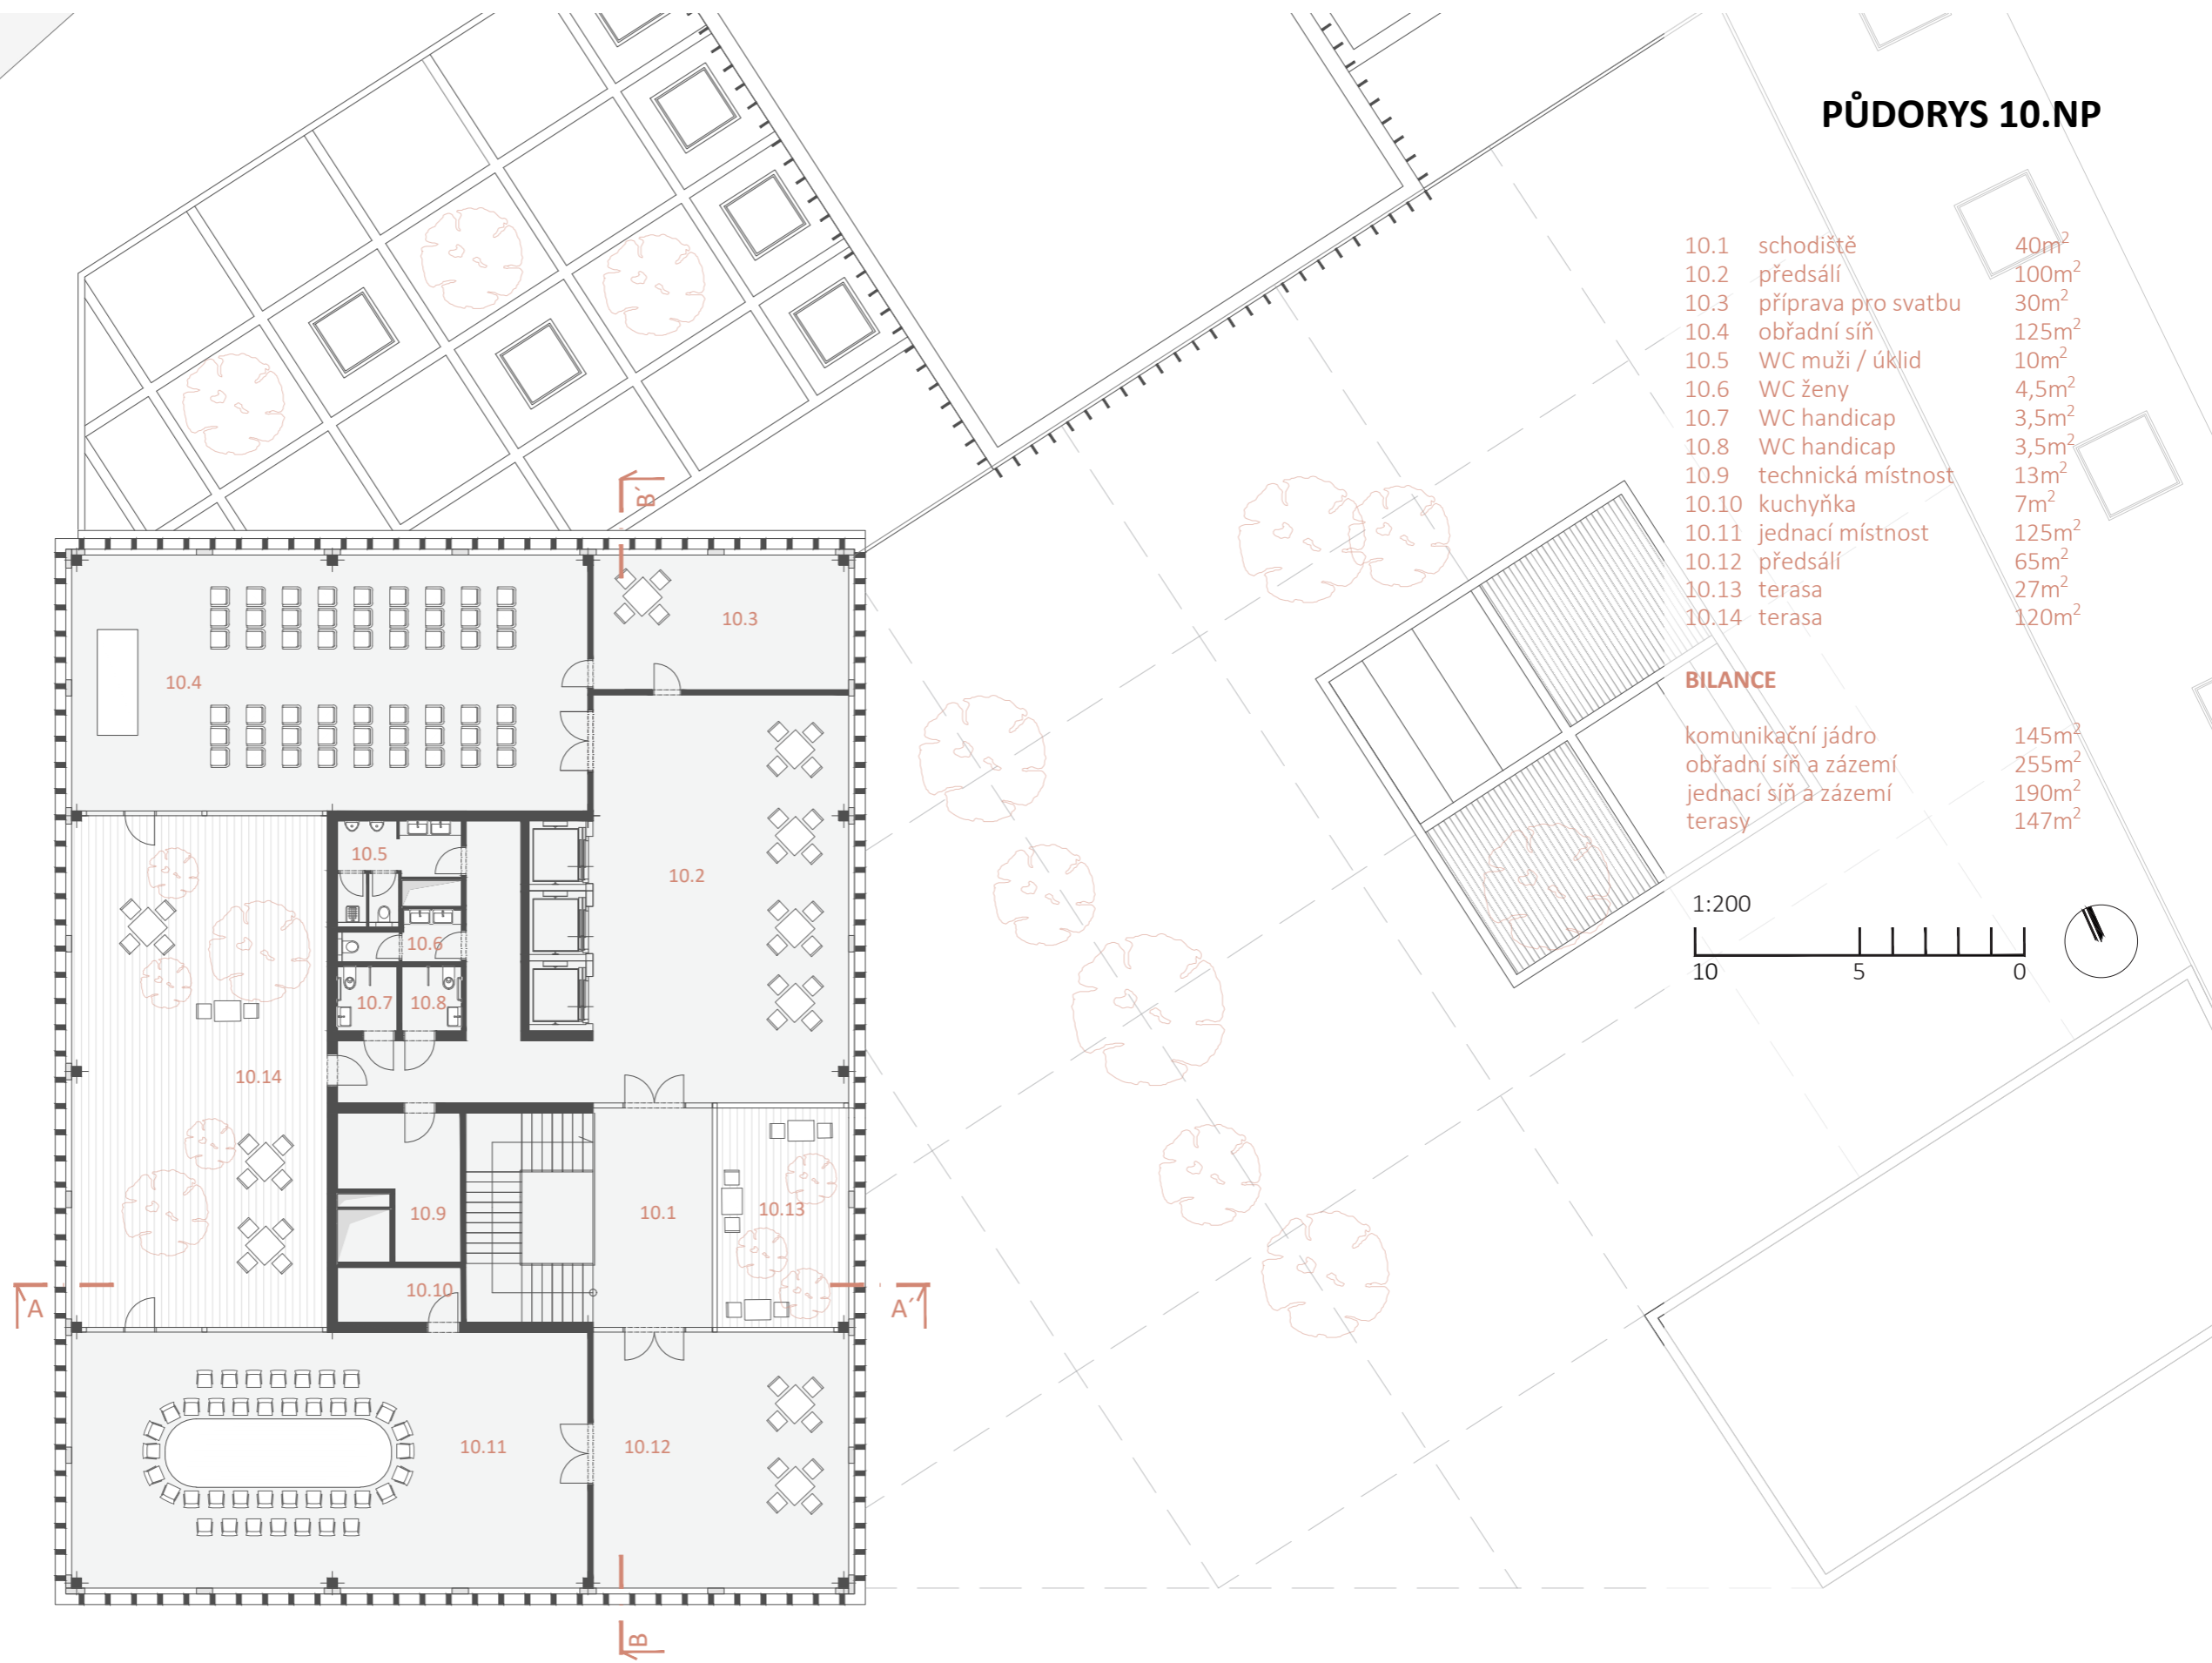 PŮDORYS 10.NP
10.1 schodiště 40m²
10.2 předsálí 100m²
10.3 příprava pro svatbu 30m²
10.4 obřadní síň 125m²
10.5 WC muži / úklid 10m²
10.6 WC ženy 4,5m²
10.7 WC handicap 3,5m²
10.8 WC handicap 3,5m²
10.9 technická místnost 13m²
10.10 kuchyňka 7m²
10.11 jednací místnost 125m²
10.12 předsálí 65m²
10.13 terasa 27m²
10.14 terasa 120m²
BILANCE
komunikační jádro 145m²
obřadní síň a zázemí 255m²
jednací síň a zázemí 190m²
terasy 147m²
1:200
10 5 0
B´
10.3
10.4
10.5
10.2
10.6
10.7 10.8
10.14
10.9
10.1
10.13
10.10
A
A´
10.11
10.12
B